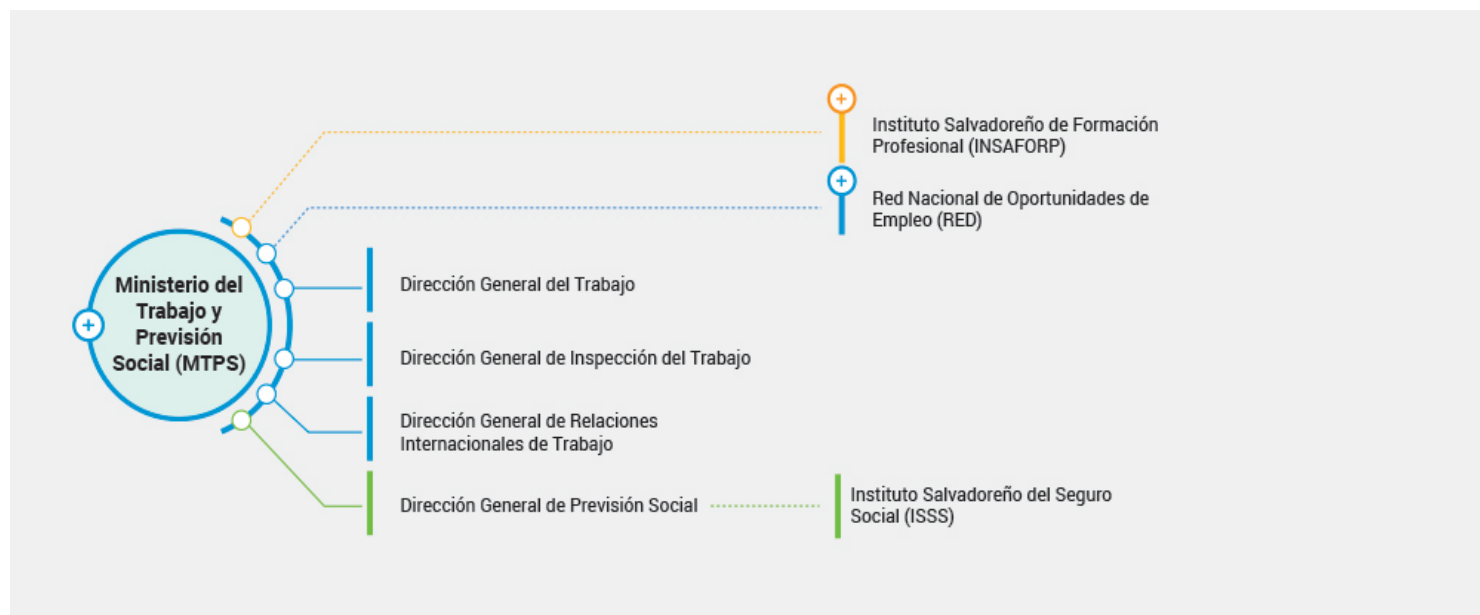 Instituto Salvadoreño de Formación
Profesional (INSAFORP)
Red Nacional de Oportunidades de
Empleo (RED)
Ministerio del
Trabajo y
Previsión
Social (MTPS)
Dirección General del Trabajo
Dirección General de Inspección del Trabajo
Dirección General de Relaciones
Internacionales de Trabajo
Dirección General de Previsión Social
Instituto Salvadoreño del Seguro
Social (ISSS)